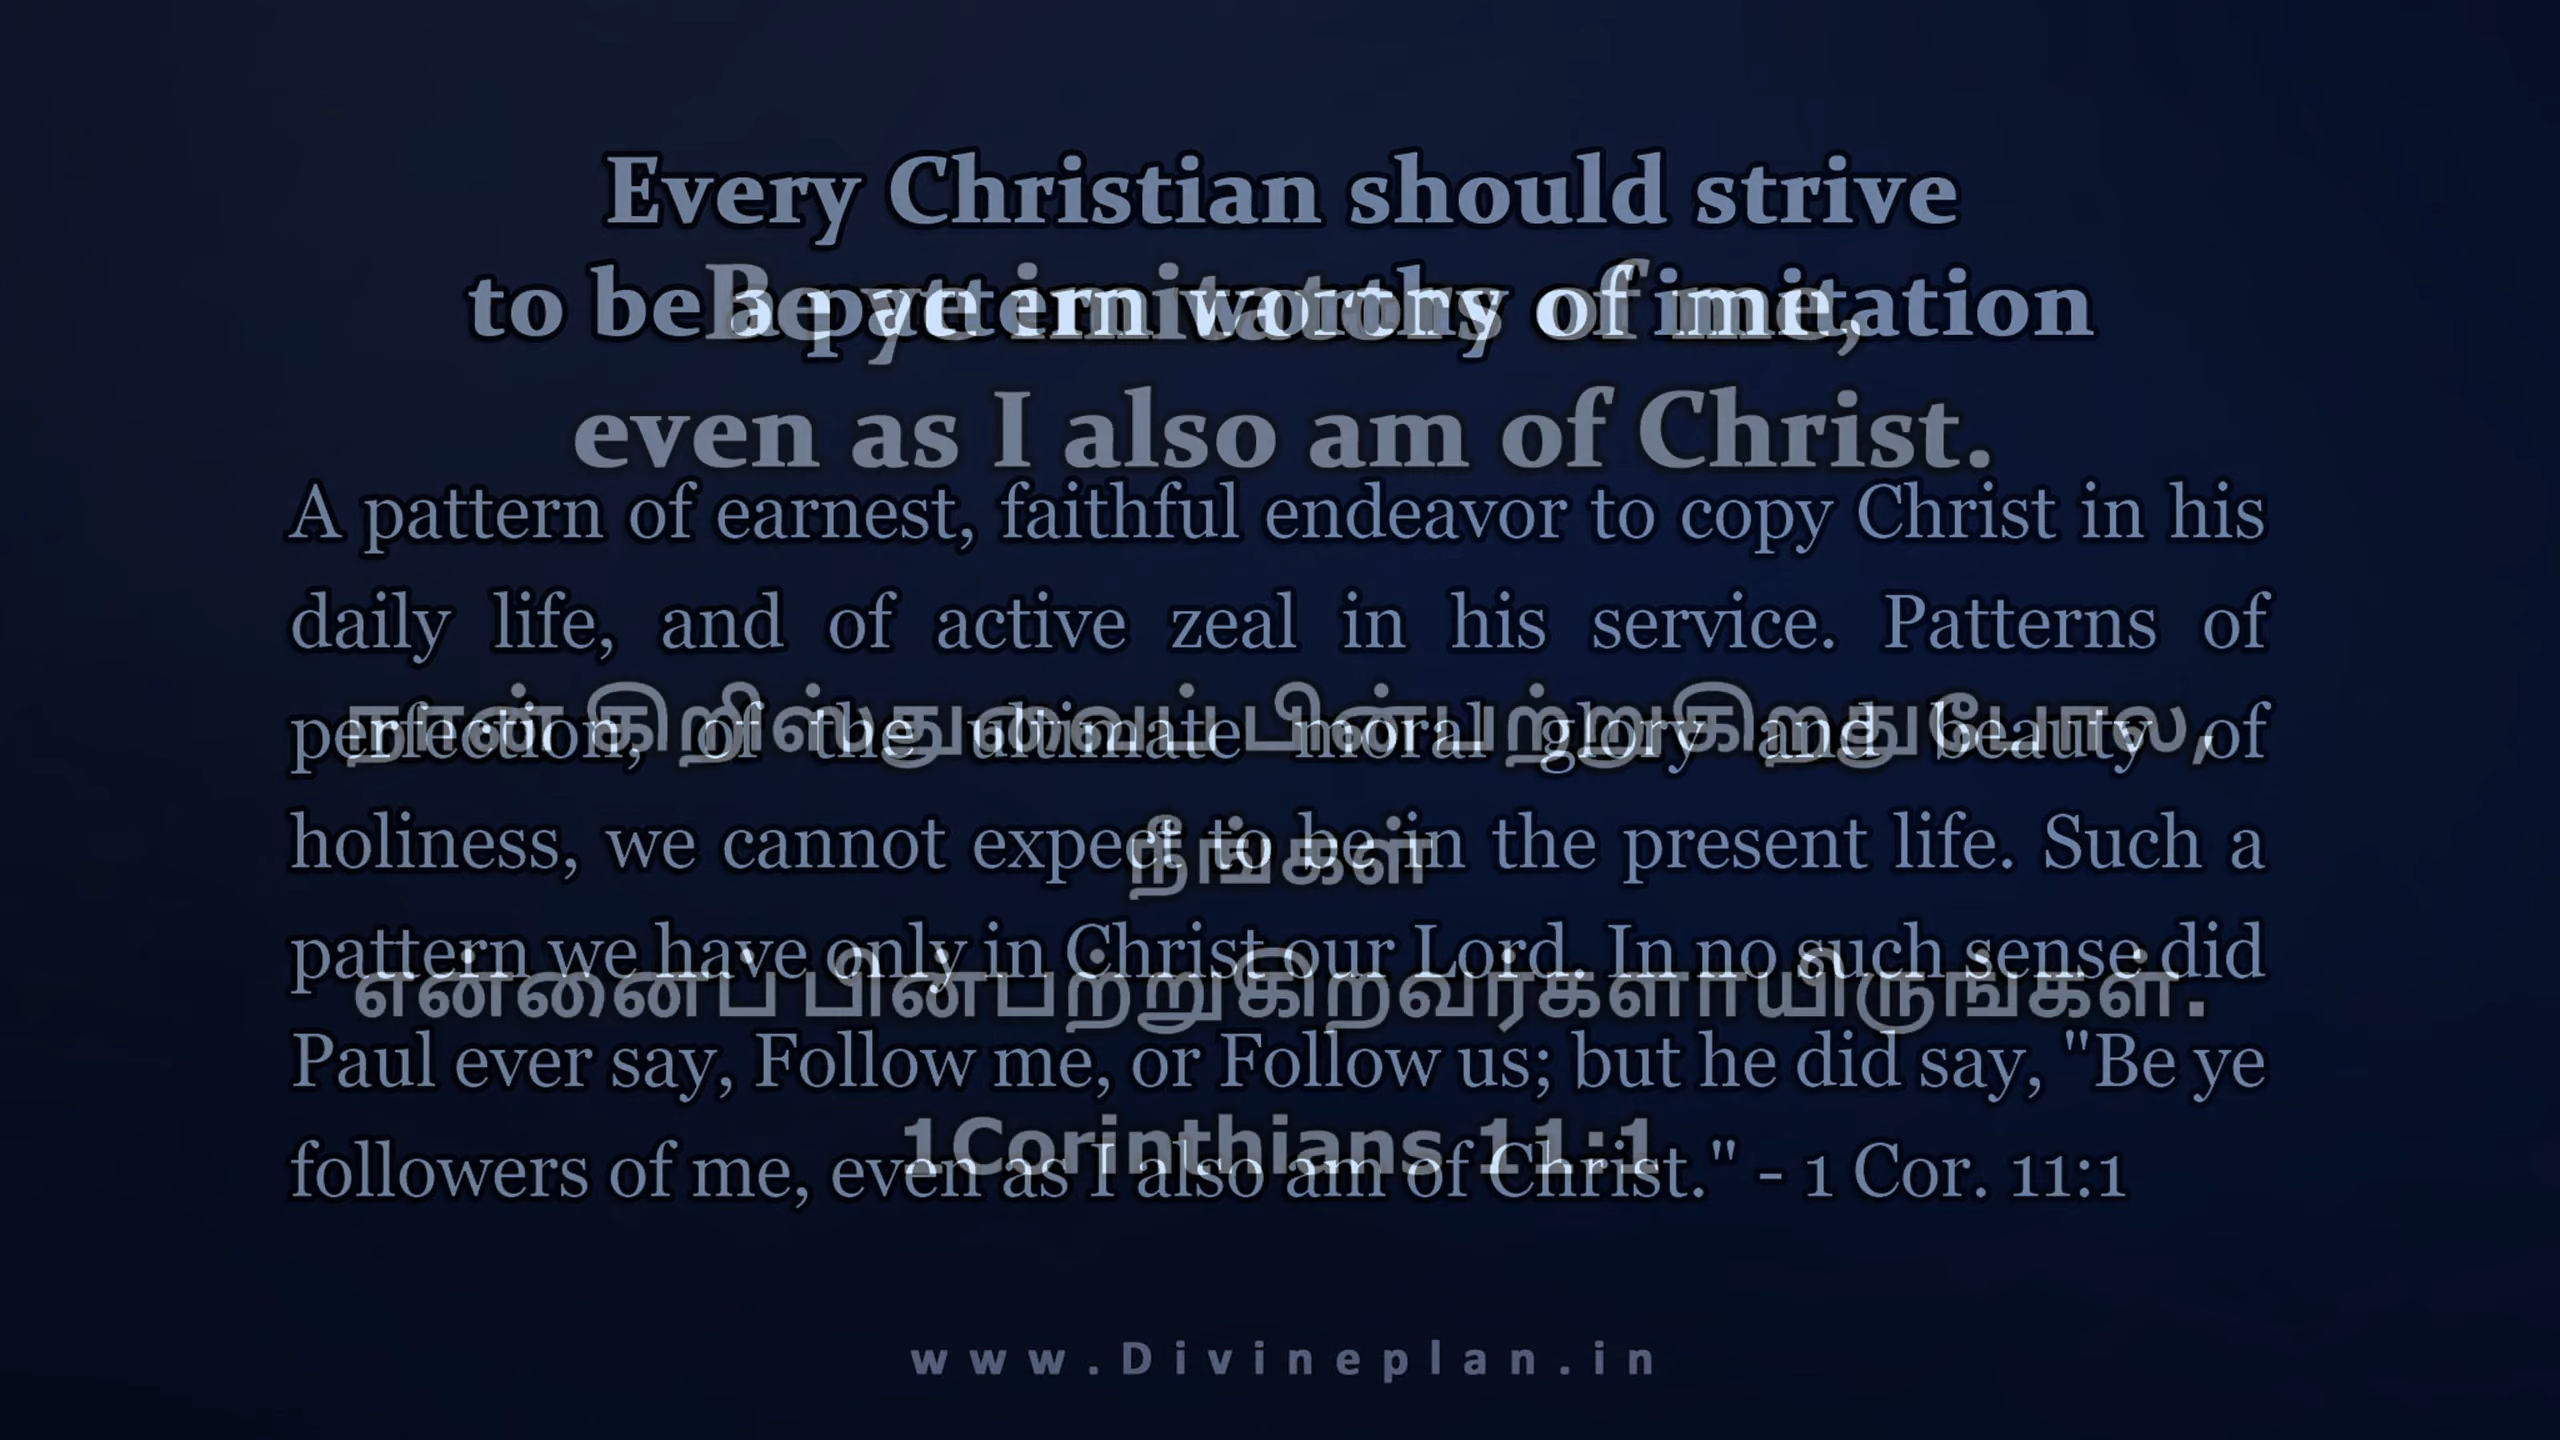 Every Christian should strive
to be a pattern worthy of imitation
Be ye imitators of me,
even as I also am of Christ.
A pattern of earnest, faithful endeavor to copy Christ in his
daily life, and of active zeal in his service. Patterns of
perfection, of the ultimate moral glory and beauty of
நான் கிறிஸ்துவைப் பின்பற்றுகிறது போல,
holiness, we cannot expect to be in the present life. Such a
நீங்கள்
pattern we have only in Christ our Lord. In no such sense did
என்னைப் பின்பற்றுகிறவர்களாயிருங்கள்.
Paul ever say, Follow me, or Follow us; but he did say, "Be ye
1Corinthians 11:1
followers of me, even as I also am of Christ." - 1 Cor. 11:1
www.Divineplan.in